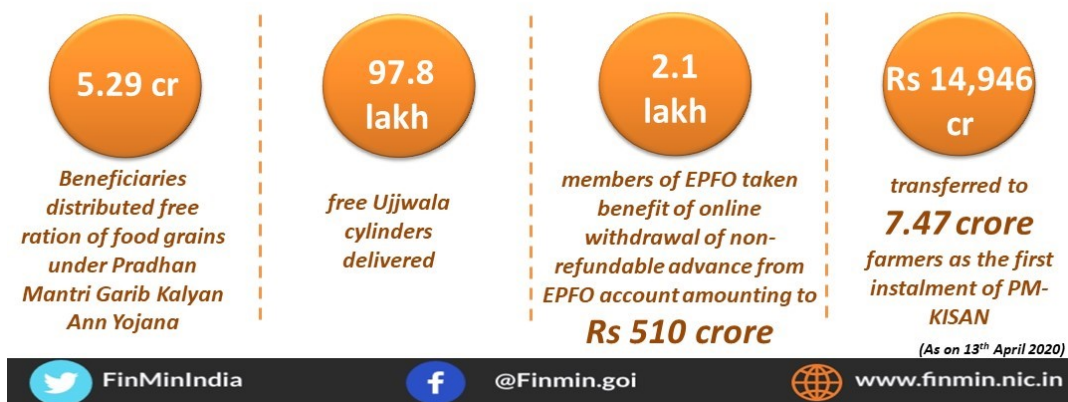 5.29 cr
Beneficiaries
distributed free
ration of food grains
under Pradhan
Mantri Garib Kalyan
Ann Yojana
97.8
lakh
free Ujjwala
cylinders
delivered
2.1
lakh
members of EPFO taken
benefit of online
withdrawal of non-
refundable advance from
EPFO account amounting to
Rs 510 crore
Rs 14,946
cr
transferred to
7.47 crore
farmers as the first
instalment of PM-
KISAN
(As on 13th April 2020)
FinMinIndia
@Finmin.goi
www.finmin.nic.in